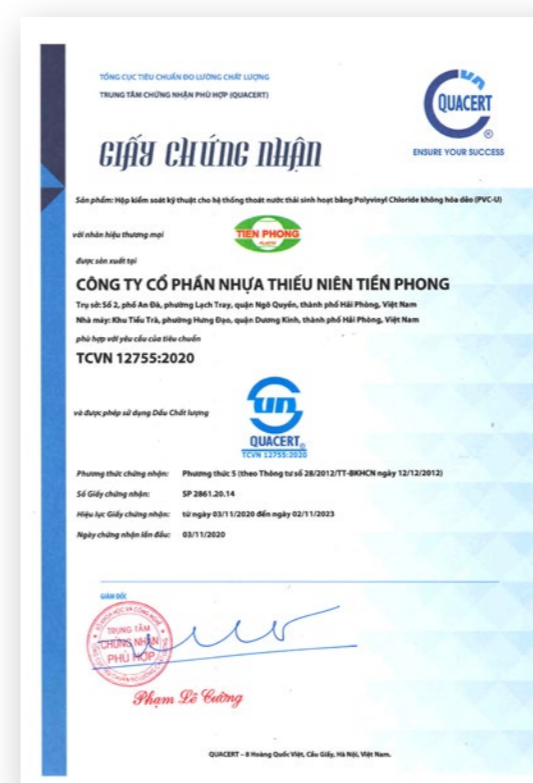 TỔNG CỤC TIÊU CHUẨN ĐO LƯỜNG CHẤT LƯỢNG
TRUNG TÂM CHỨNG NHẬN PHÙ HỢP (QUACERT)
QUACERT
®
ENSURE YOUR SUCCESS
GIẤY CHỨNG NHẬN
Sản phẩm: Hộp kiểm soát kỹ thuật cho hệ thống thoát nước thải sinh hoạt bằng Polyvinyl Chloride không hóa dẻo (PVC-U)
với nhãn hiệu thương mại
TIEN PHONG
PLASTIC
được sản xuất tại
CÔNG TY CỔ PHẦN NHỰA THIẾU NIÊN TIỀN PHONG
Trụ sở: Số 2, phố An Đà, phường Lạch Tray, quận Ngô Quyền, thành phố Hải Phòng, Việt Nam
Nhà máy: Khu Tiểu Trà, phường Hưng Đạo, quận Dương Kinh, thành phố Hải Phòng, Việt Nam
phù hợp với yêu cầu của tiêu chuẩn
TCVN 12755:2020
và được phép sử dụng Dấu Chất lượng
QUACERT®
TCVN 12755:2020
Phương thức chứng nhận: Phương thức 5 (theo Thông tư số 28/2012/TT-BKHCN ngày 12/12/2012)
Số Giấy chứng nhận: SP 2861.20.14
Hiệu lực Giấy chứng nhận: từ ngày 03/11/2020 đến ngày 02/11/2023
Ngày chứng nhận lần đầu: 03/11/2020
GIÁM ĐỐC
TRUNG TÂM
CHỨNG NHẬN
PHÙ HỢP
Phạm Lê Cường
QUACERT – 8 Hoàng Quốc Việt, Cầu Giấy, Hà Nội, Việt Nam.